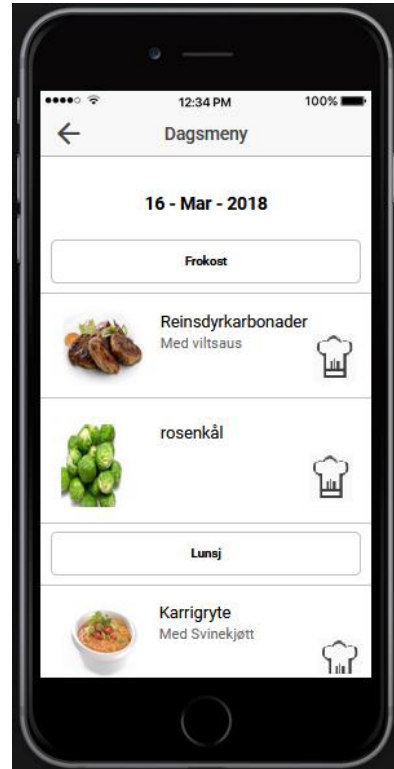 12:34 PM
100%
Dagsmeny
16 - Mar - 2018
Frokost
Reinsdyrkarbonader
Med viltsaus
rosenkål
Lunsj
Karrigryte
Med Svinekjøtt